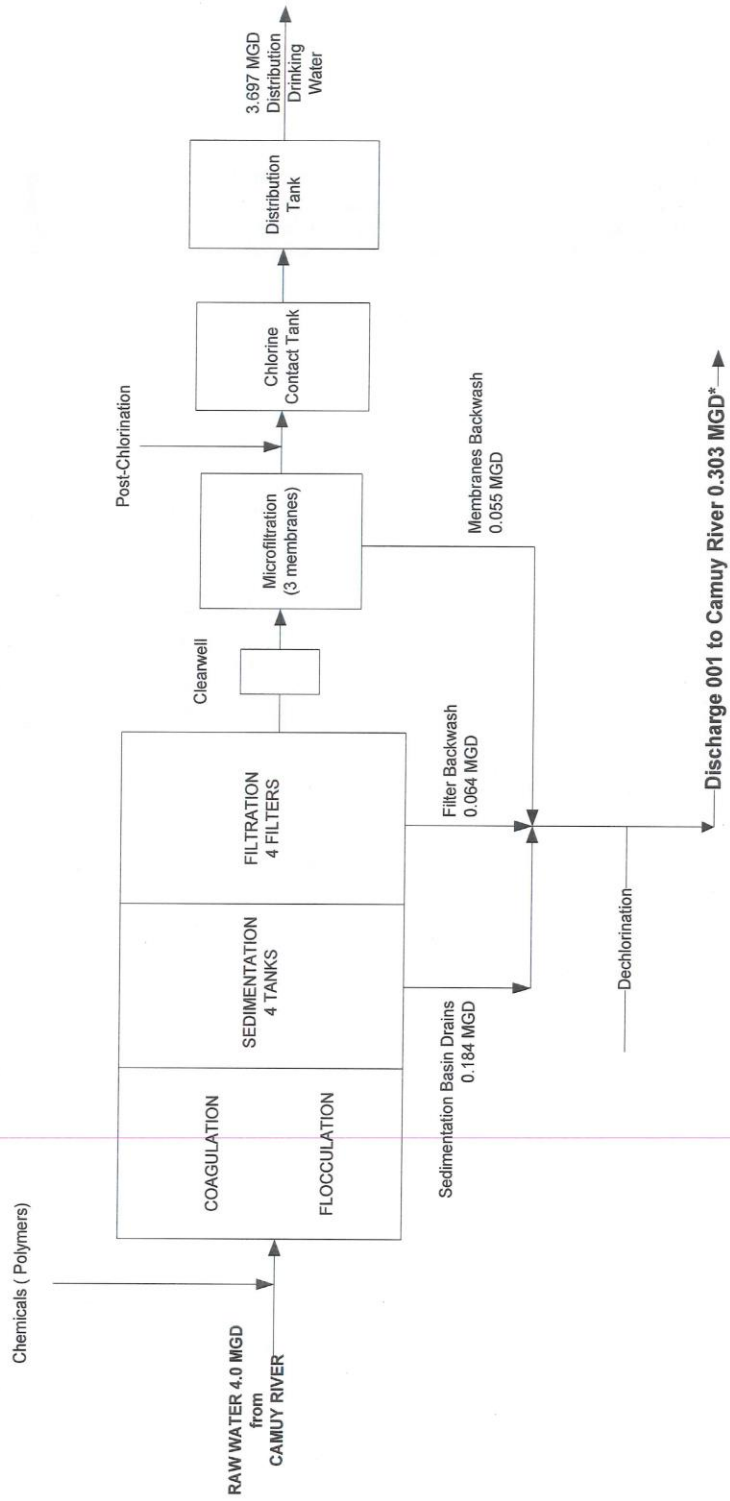 Chemicals ( Polymers)
RAW WATER 4.0 MGD
from
CAMUY RIVER
COAGULATION
FLOCCULATION
SEDIMENTATION
4 TANKS
FILTRATION
4 FILTERS
Clearwell
Microfiltration
(3 membranes)
Post-Chlorination
Chlorine
Contact Tank
Distribution
Tank
3.697 MGD
Distribution
Drinking
Water
Sedimentation Basin Drains
0.184 MGD
Filter Backwash
0.064 MGD
Membranes Backwash
0.055 MGD
Dechlorination
Discharge 001 to Camuy River 0.303 MGD*